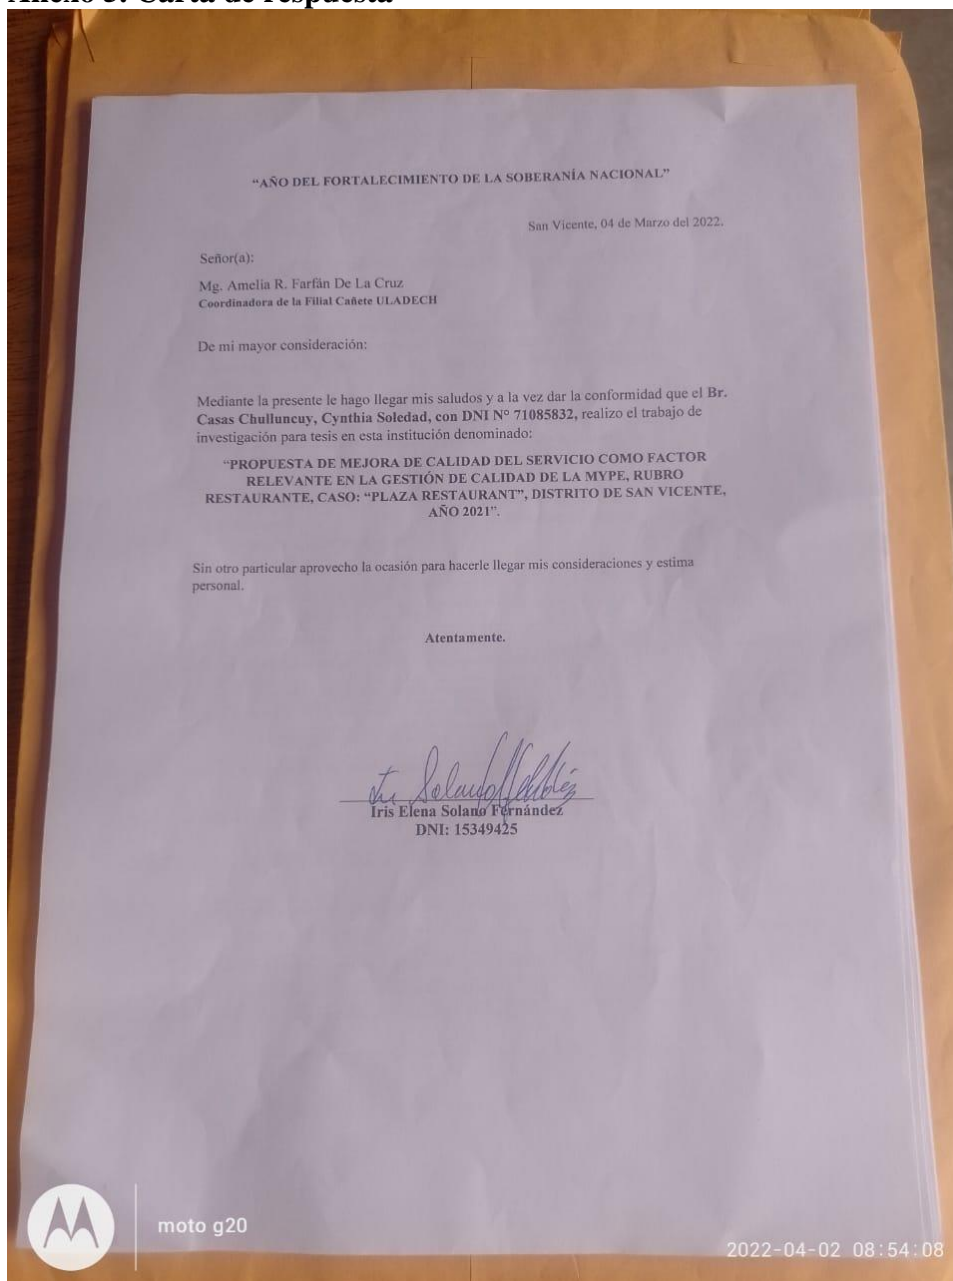 Anexo 5. Carta de respuesta
“AÑO DEL FORTALECIMIENTO DE LA SOBERANÍA NACIONAL”
San Vicente, 04 de Marzo del 2022.
Señor(a):
Mg. Amelia R. Farfán De La Cruz
Coordinadora de la Filial Cañete ULADECH
De mi mayor consideración:
Mediante la presente le hago llegar mis saludos y a la vez dar la conformidad que el Br.
Casas Chulluncuy, Cynthia Soledad, con DNI N° 71085832, realizo el trabajo de
investigación para tesis en esta institución denominado:
“PROPUESTA DE MEJORA DE CALIDAD DEL SERVICIO COMO FACTOR
RELEVANTE EN LA GESTIÓN DE CALIDAD DE LA MYPE, RUBRO
RESTAURANTE, CASO: “PLAZA RESTAURANT”, DISTRITO DE SAN VICENTE,
AÑO 2021”.
Sin otro particular aprovecho la ocasión para hacerle llegar mis consideraciones y estima
personal.
Atentamente.
Iris Elena Solano Fernández
DNI: 15349425
moto g20
2022-04-02 08:54:08